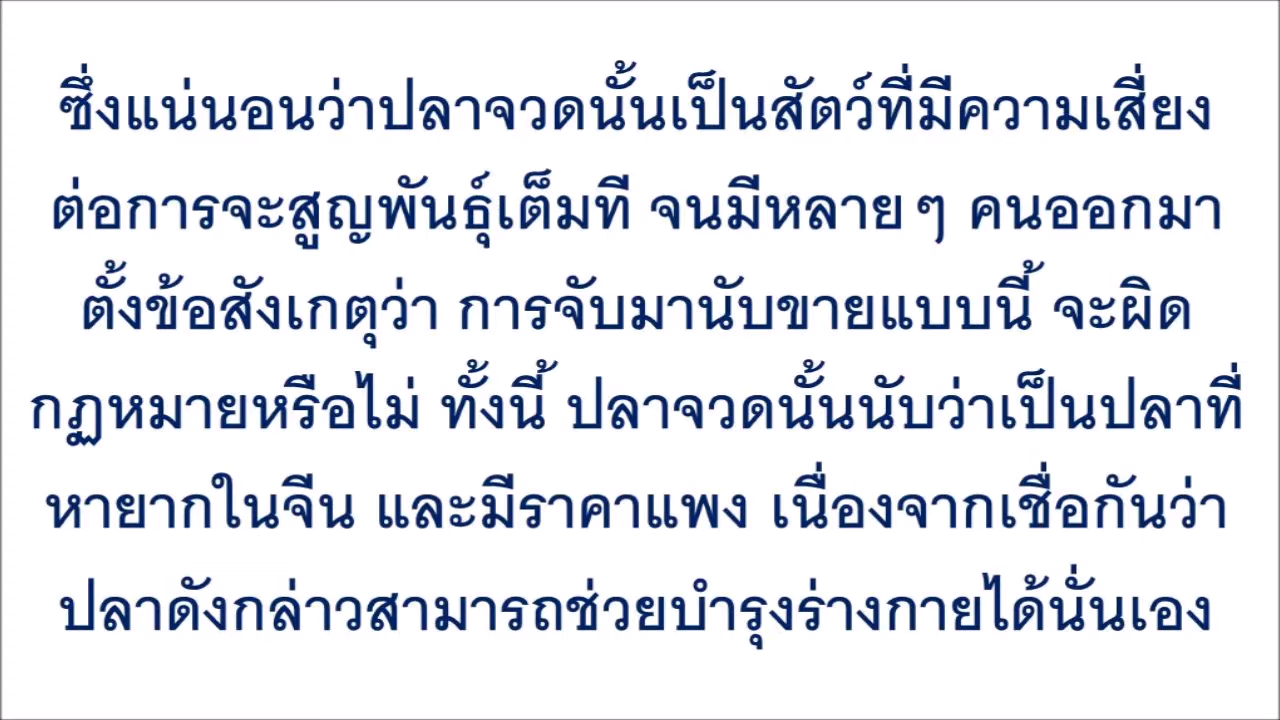 ซึ่งแน่นอนว่าปลาจวดนั้นเป็นสัตว์ที่มีความเสี่ยง
ต่อการจะสูญพันธุ์เต็มที จนมีหลายๆ คนออกมา
ตั้งข้อสังเกตุว่า การจับมานับขายแบบนี้ จะผิด
กฏหมายหรือไม่ ทั้งนี้ ปลาจวดนั้นนับว่าเป็นปลาที่
หายากในจีน และมีราคาแพง เนื่องจากเชื่อกันว่า
ปลาดังกล่าวสามารถช่วยบำรุงร่างกายได้นั่นเอง